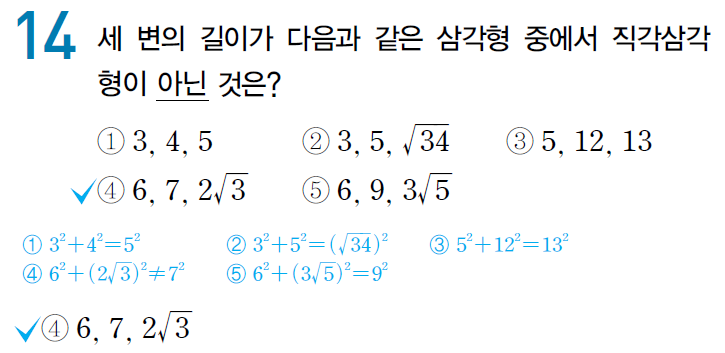 14 세 변의 길이가 다음과 같은 삼각형 중에서 직각삼각
형이 아닌 것은?
① 3, 4, 5 ② 3, 5, √34 ③ 5, 12, 13
✓④ 6, 7, 2√3 ⑤ 6, 9, 3√5
① 3²+4²=5² ② 3²+5²=(√34)² ③ 5²+12²=13²
④ 6²+(2√3)²≠7² ⑤ 6²+(3√5)²=9²
✓④ 6, 7, 2√3